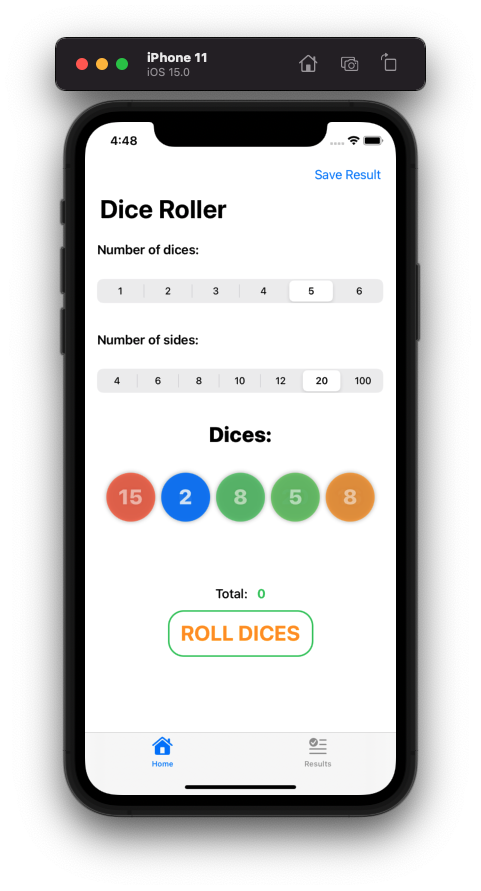 iPhone 11
iOS 15.0
4:48
Save Result
Dice Roller
Number of dices:
1 2 3 4 5 6
Number of sides:
4 6 8 10 12 20 100
Dices:
15 2 8 5 8
Total: 0
ROLL DICES
Home Results